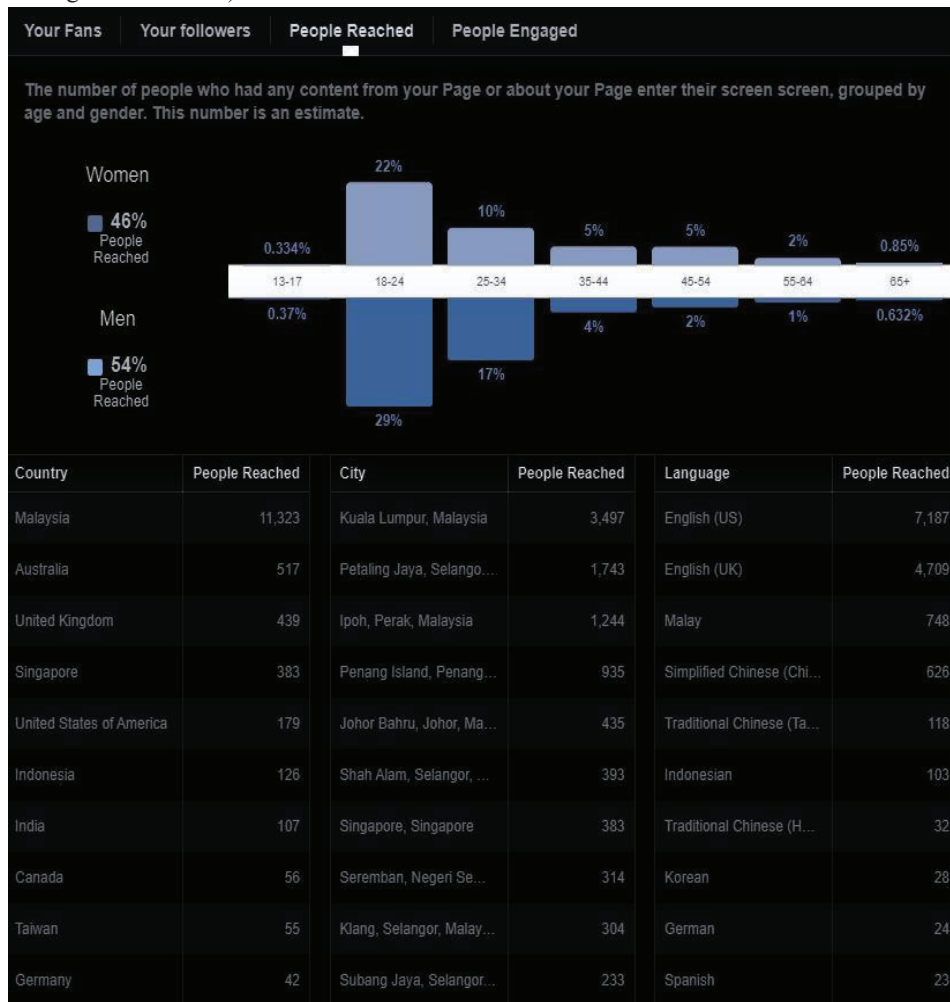 Your Fans Your followers People Reached People Engaged
The number of people who had any content from your Page or about your Page enter their screen screen, grouped by
age and gender. This number is an estimate.
Women
46%
People
Reached
Men
54%
People
Reached
0.334% 22% 10% 5% 5% 2% 0.85%
13-17 18-24 25-34 35-44 45-54 55-64 65+
0.37% 29% 17% 4% 2% 1% 0.632%
Country People Reached City People Reached Language People Reached
Malaysia 11,323 Kuala Lumpur, Malaysia 3,497 English (US) 7,187
Australia 517 Petaling Jaya, Selango.... 1,743 English (UK) 4,709
United Kingdom 439 Ipoh, Perak, Malaysia 1,244 Malay 748
Singapore 383 Penang Island, Penang... 935 Simplified Chinese (Chi... 626
United States of America 179 Johor Bahru, Johor, Ma... 435 Traditional Chinese (Ta... 118
Indonesia 126 Shah Alam, Selangor, ... 393 Indonesian 103
India 107 Singapore, Singapore 383 Traditional Chinese (H... 32
Canada 56 Seremban, Negeri Se... 314 Korean 28
Taiwan 55 Klang, Selangor, Malay... 304 German 24
Germany 42 Subang Jaya, Selangor... 233 Spanish 23